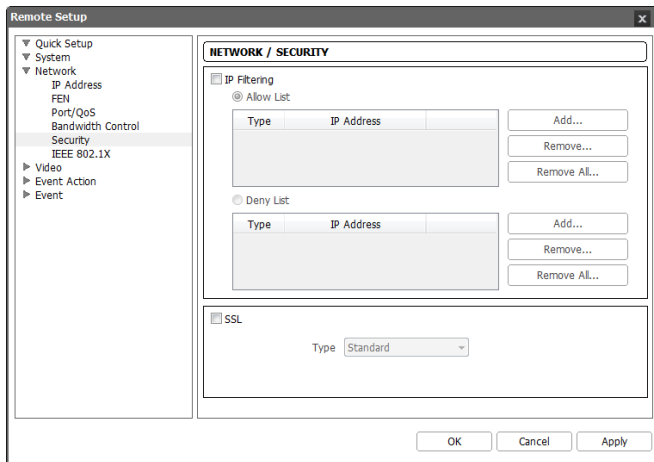 Remote Setup
x
Quick Setup
System
Network
IP Address
FEN
Port/QoS
Bandwidth Control
Security
IEEE 802.1X
Video
Event Action
Event
NETWORK / SECURITY
IP Filtering
Allow List
Type IP Address
Add...
Remove...
Remove All...
Deny List
Type IP Address
Add...
Remove...
Remove All...
SSL
Type Standard
OK Cancel Apply